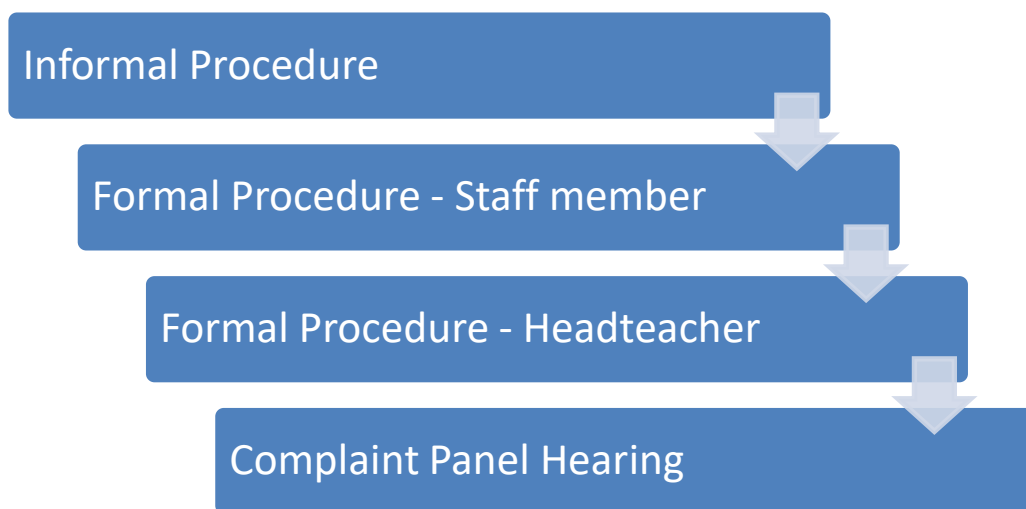 Informal Procedure
Formal Procedure - Staff member
Formal Procedure - Headteacher
Complaint Panel Hearing